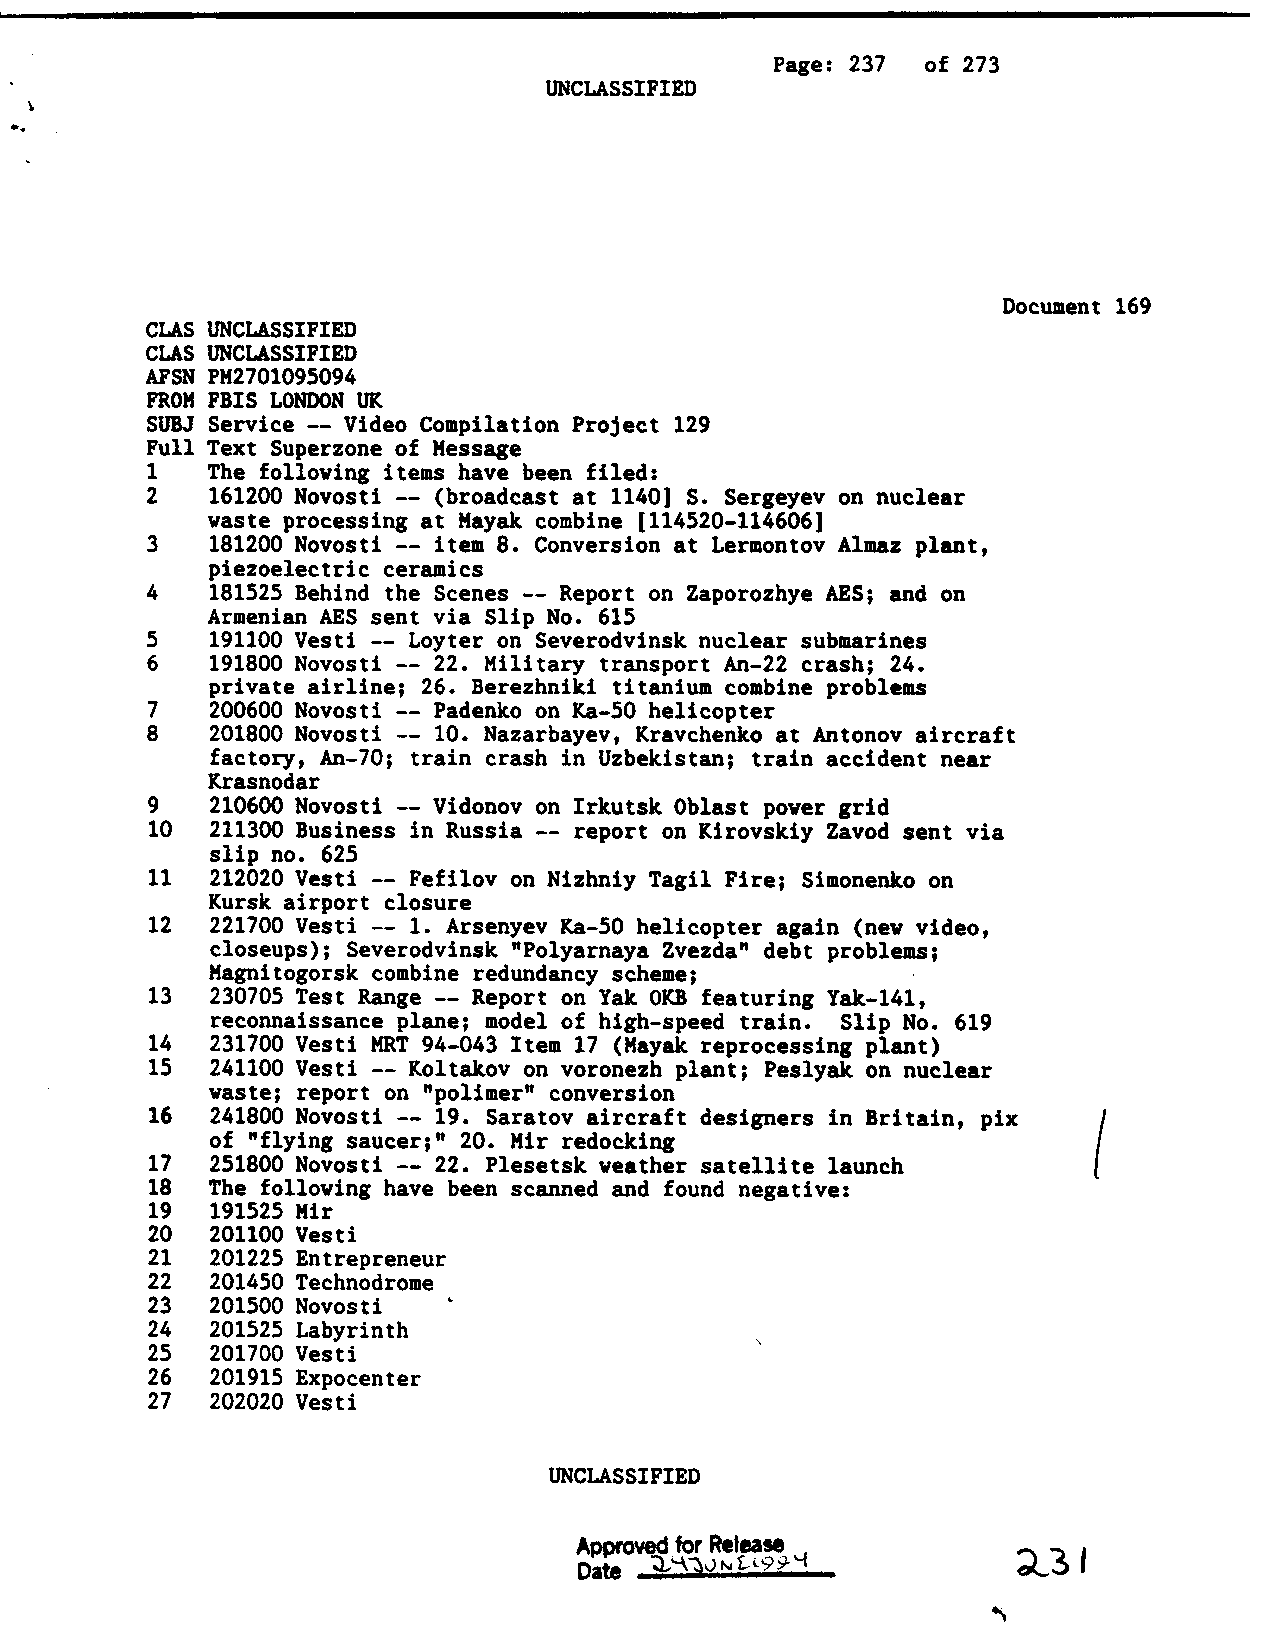 Page: 237 of 273
UNCLASSIFIED
Document 169
CLAS UNCLASSIFIED
CLAS UNCLASSIFIED
AFSN PM2701095094
FROM FBIS LONDON UK
SUBJ Service -- Video Compilation Project 129
Full Text Superzone of Message
1 The following items have been filed:
2 161200 Novosti -- (broadcast at 1140] S. Sergeyev on nuclear
waste processing at Mayak combine [114520-114606]
3 181200 Novosti -- item 8. Conversion at Lermontov Almaz plant,
piezoelectric ceramics
4 181525 Behind the Scenes -- Report on Zaporozhye AES; and on
Armenian AES sent via Slip No. 615
5 191100 Vesti -- Loyter on Severodvinsk nuclear submarines
6 191800 Novosti -- 22. Military transport An-22 crash; 24.
private airline; 26. Berezhniki titanium combine problems
7 200600 Novosti -- Padenko on Ka-50 helicopter
8 201800 Novosti -- 10. Nazarbayev, Kravchenko at Antonov aircraft
factory, An-70; train crash in Uzbekistan; train accident near
Krasnodar
9 210600 Novosti -- Vidonov on Irkutsk Oblast power grid
10 211300 Business in Russia -- report on Kirovskiy Zavod sent via
slip no. 625
11 212020 Vesti -- Fefilov on Nizhniy Tagil Fire; Simonenko on
Kursk airport closure
12 221700 Vesti -- 1. Arsenyev Ka-50 helicopter again (new video,
closeups); Severodvinsk "Polyarnaya Zvezda" debt problems;
Magnitogorsk combine redundancy scheme;
13 230705 Test Range -- Report on Yak OKB featuring Yak-141,
reconnaissance plane; model of high-speed train. Slip No. 619
14 231700 Vesti MRT 94-043 Item 17 (Mayak reprocessing plant)
15 241100 Vesti -- Koltakov on voronezh plant; Peslyak on nuclear
waste; report on "polimer" conversion
16 241800 Novosti -- 19. Saratov aircraft designers in Britain, pix
of "flying saucer;" 20. Mir redocking
17 251800 Novosti -- 22. Plesetsk weather satellite launch
18 The following have been scanned and found negative:
19 191525 Mir
20 201100 Vesti
21 201225 Entrepreneur
22 201450 Technodrome
23 201500 Novosti
24 201525 Labyrinth
25 201700 Vesti
26 201915 Expocenter
27 202020 Vesti
UNCLASSIFIED
Approved for Release
Date 24 JUNE 1994
231